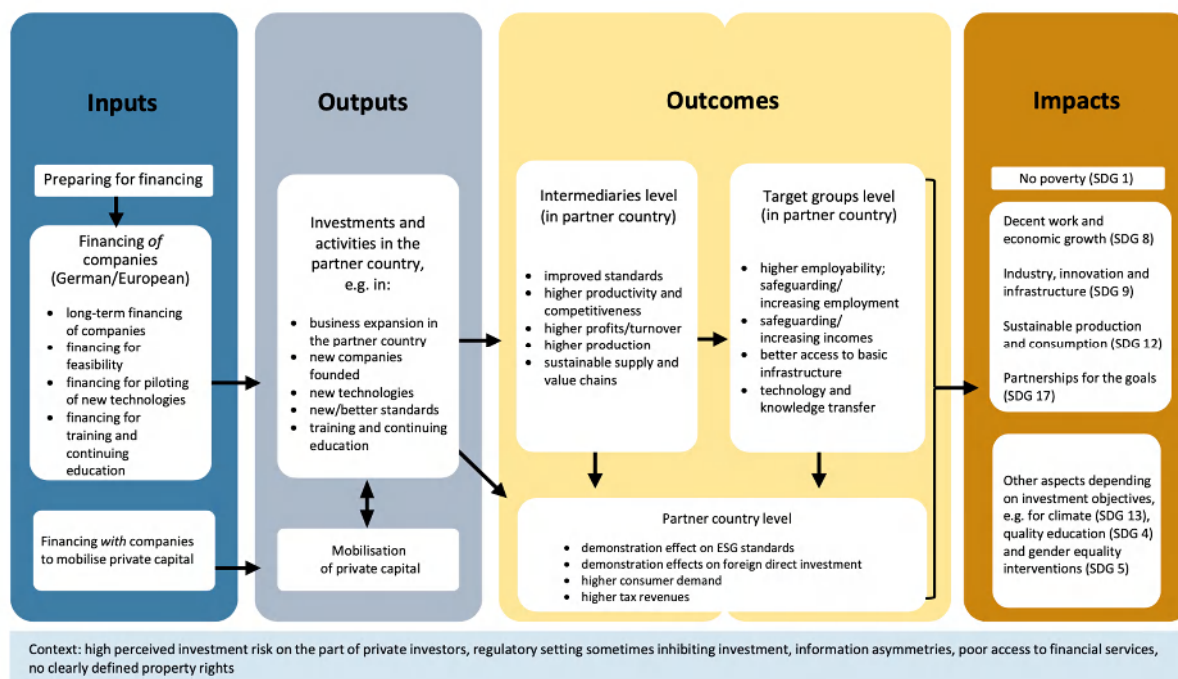 Inputs
Preparing for financing
Financing of
companies
(German/European)
• long-term financing
of companies
• financing for
feasibility
• financing for piloting
of new technologies
• financing for
training and
continuing
education
Financing with companies
to mobilise private capital
Outputs
Investments and
activities in the
partner country,
e.g. in:
• business expansion in
the partner country
• new companies
founded
• new technologies
• new/better standards
• training and continuing
education
Mobilisation
of private capital
Outcomes
Intermediaries level
(in partner country)
• improved standards
• higher productivity and
competitiveness
• higher profits/turnover
• higher production
• sustainable supply and
value chains
Target groups level
(in partner country)
• higher employability;
safeguarding/
increasing employment
• safeguarding/
increasing incomes
• better access to basic
infrastructure
• technology and
knowledge transfer
Partner country level
• demonstration effect on ESG standards
• demonstration effects on foreign direct investment
• higher consumer demand
• higher tax revenues
Impacts
No poverty (SDG 1)
Decent work and
economic growth (SDG 8)
Industry, innovation and
infrastructure (SDG 9)
Sustainable production
and consumption (SDG 12)
Partnerships for the goals
(SDG 17)
Other aspects depending
on investment objectives,
e.g. for climate (SDG 13),
quality education (SDG 4)
and gender equality
interventions (SDG 5)
Context: high perceived investment risk on the part of private investors, regulatory setting sometimes inhibiting investment, information asymmetries, poor access to financial services,
no clearly defined property rights